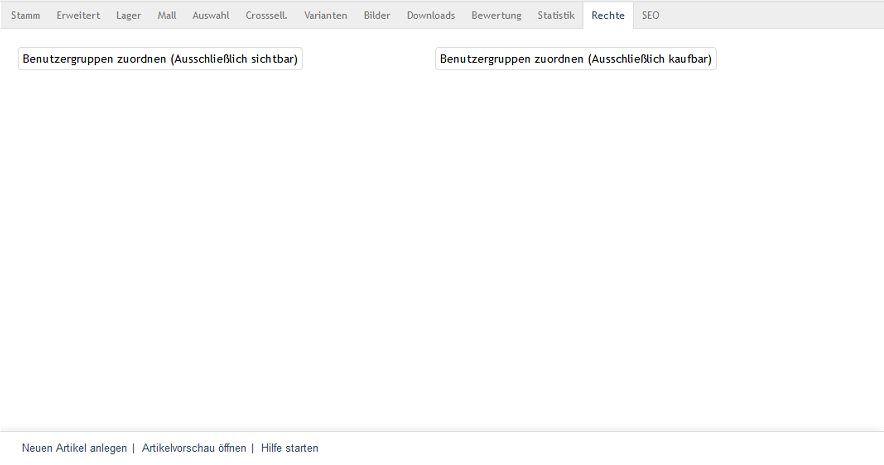 Stamm Erweitert Lager Mall Auswahl Crosssell. Varianten Bilder Downloads Bewertung Statistik Rechte SEO
Benutzergruppen zuordnen (Ausschließlich sichtbar) Benutzergruppen zuordnen (Ausschließlich kaufbar)
Neuen Artikel anlegen | Artikelvorschau öffnen | Hilfe starten